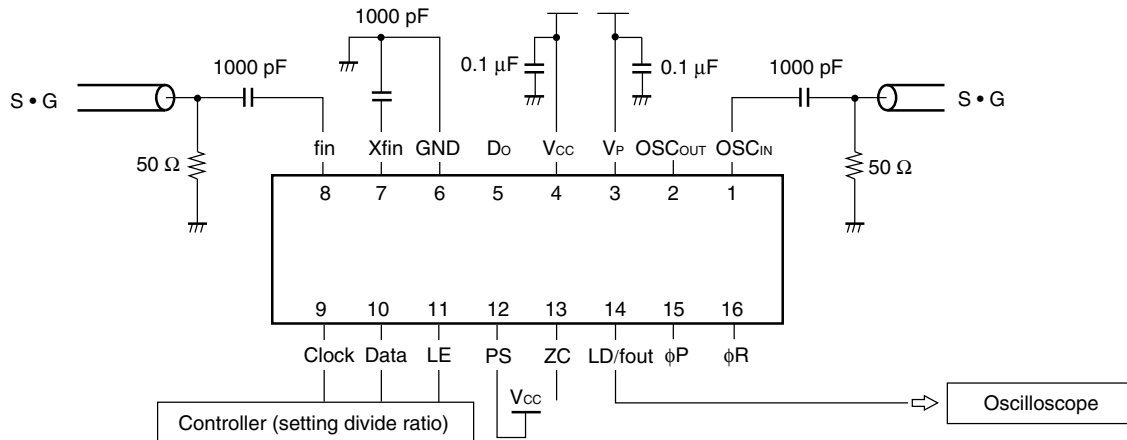 1000 pF
1000 pF
0.1 μF
0.1 μF
1000 pF
S • G
S • G
50 Ω
50 Ω
fin Xfin GND DO VCC VP OSCOUT OSCIN
8 7 6 5 4 3 2 1
9 10 11 12 13 14 15 16
Clock Data LE PS ZC LD/fout ϕP ϕR
VCC
Controller (setting divide ratio)
Oscilloscope